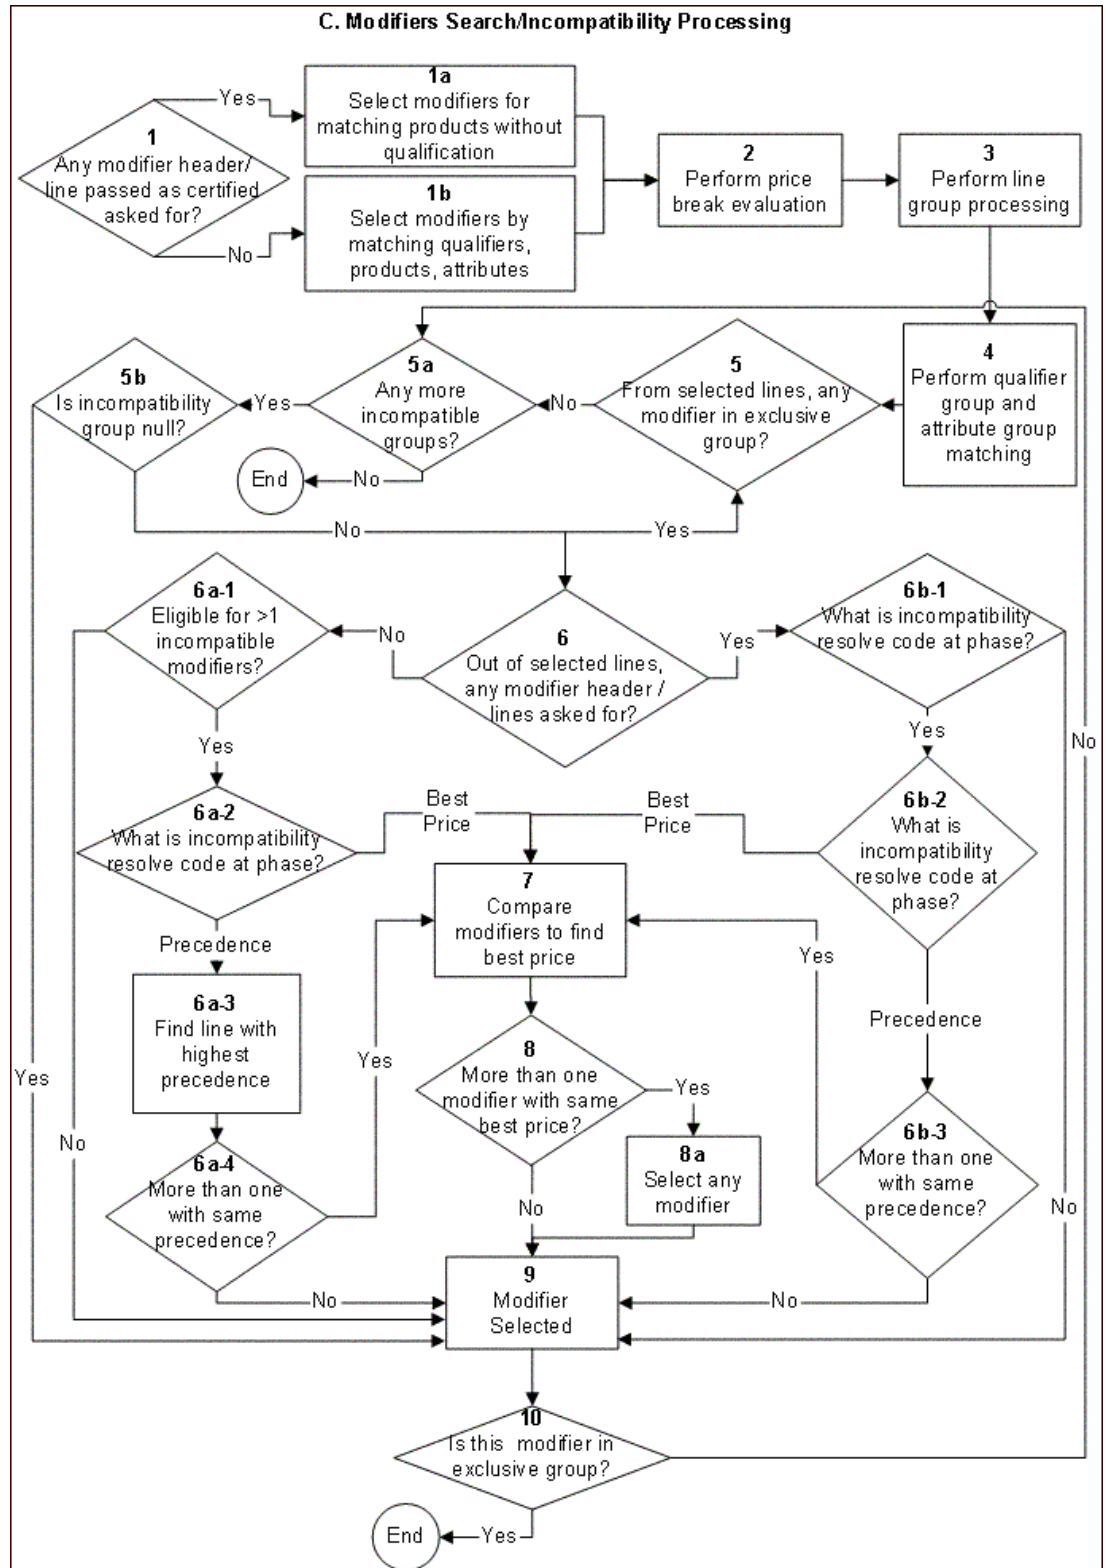 C. Modifiers Search/Incompatibility Processing
1
Any modifier header/
line passed as certified
asked for?
Yes
No
1a
Select modifiers for
matching products without
qualification
1b
Select modifiers by
matching qualifiers,
products, attributes
2
Perform price
break evaluation
3
Perform line
group processing
4
Perform qualifier
group and
attribute group
matching
5
From selected lines, any
modifier in exclusive
group?
No
Yes
5a
Any more
incompatible
groups?
Yes
No
End
5b
Is incompatibility
group null?
No
Yes
6
Out of selected lines,
any modifier header /
lines asked for?
No
Yes
6a-1
Eligible for >1
incompatible
modifiers?
Yes
No
6a-2
What is incompatibility
resolve code at phase?
Best
Price
Precedence
6a-3
Find line with
highest
precedence
6a-4
More than one
with same
precedence?
Yes
No
6b-1
What is incompatibility
resolve code at phase?
Yes
No
6b-2
What is
incompatibility
resolve code at
phase?
Best
Price
Precedence
6b-3
More than one
with same
precedence?
Yes
No
7
Compare
modifiers to find
best price
8
More than one
modifier with same
best price?
Yes
No
8a
Select any
modifier
9
Modifier
Selected
10
Is this modifier in
exclusive group?
No
Yes
End